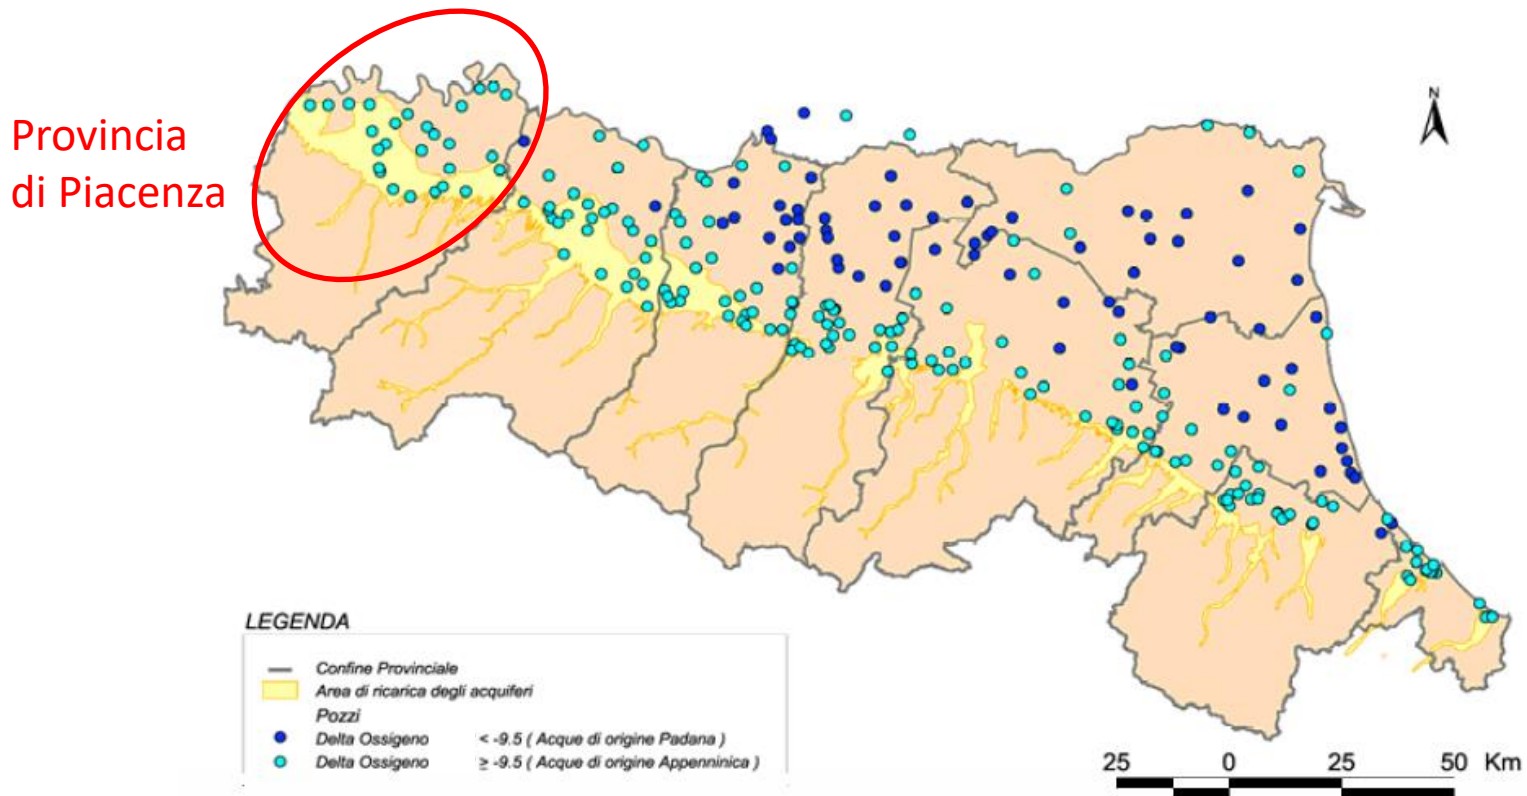 Provincia
di Piacenza
N
LEGENDA
Confine Provinciale
Area di ricarica degli acquiferi
Pozzi
Delta Ossigeno < -9.5 ( Acque di origine Padana )
Delta Ossigeno ≥ -9.5 ( Acque di origine Appenninica )
25 0 25 50 Km